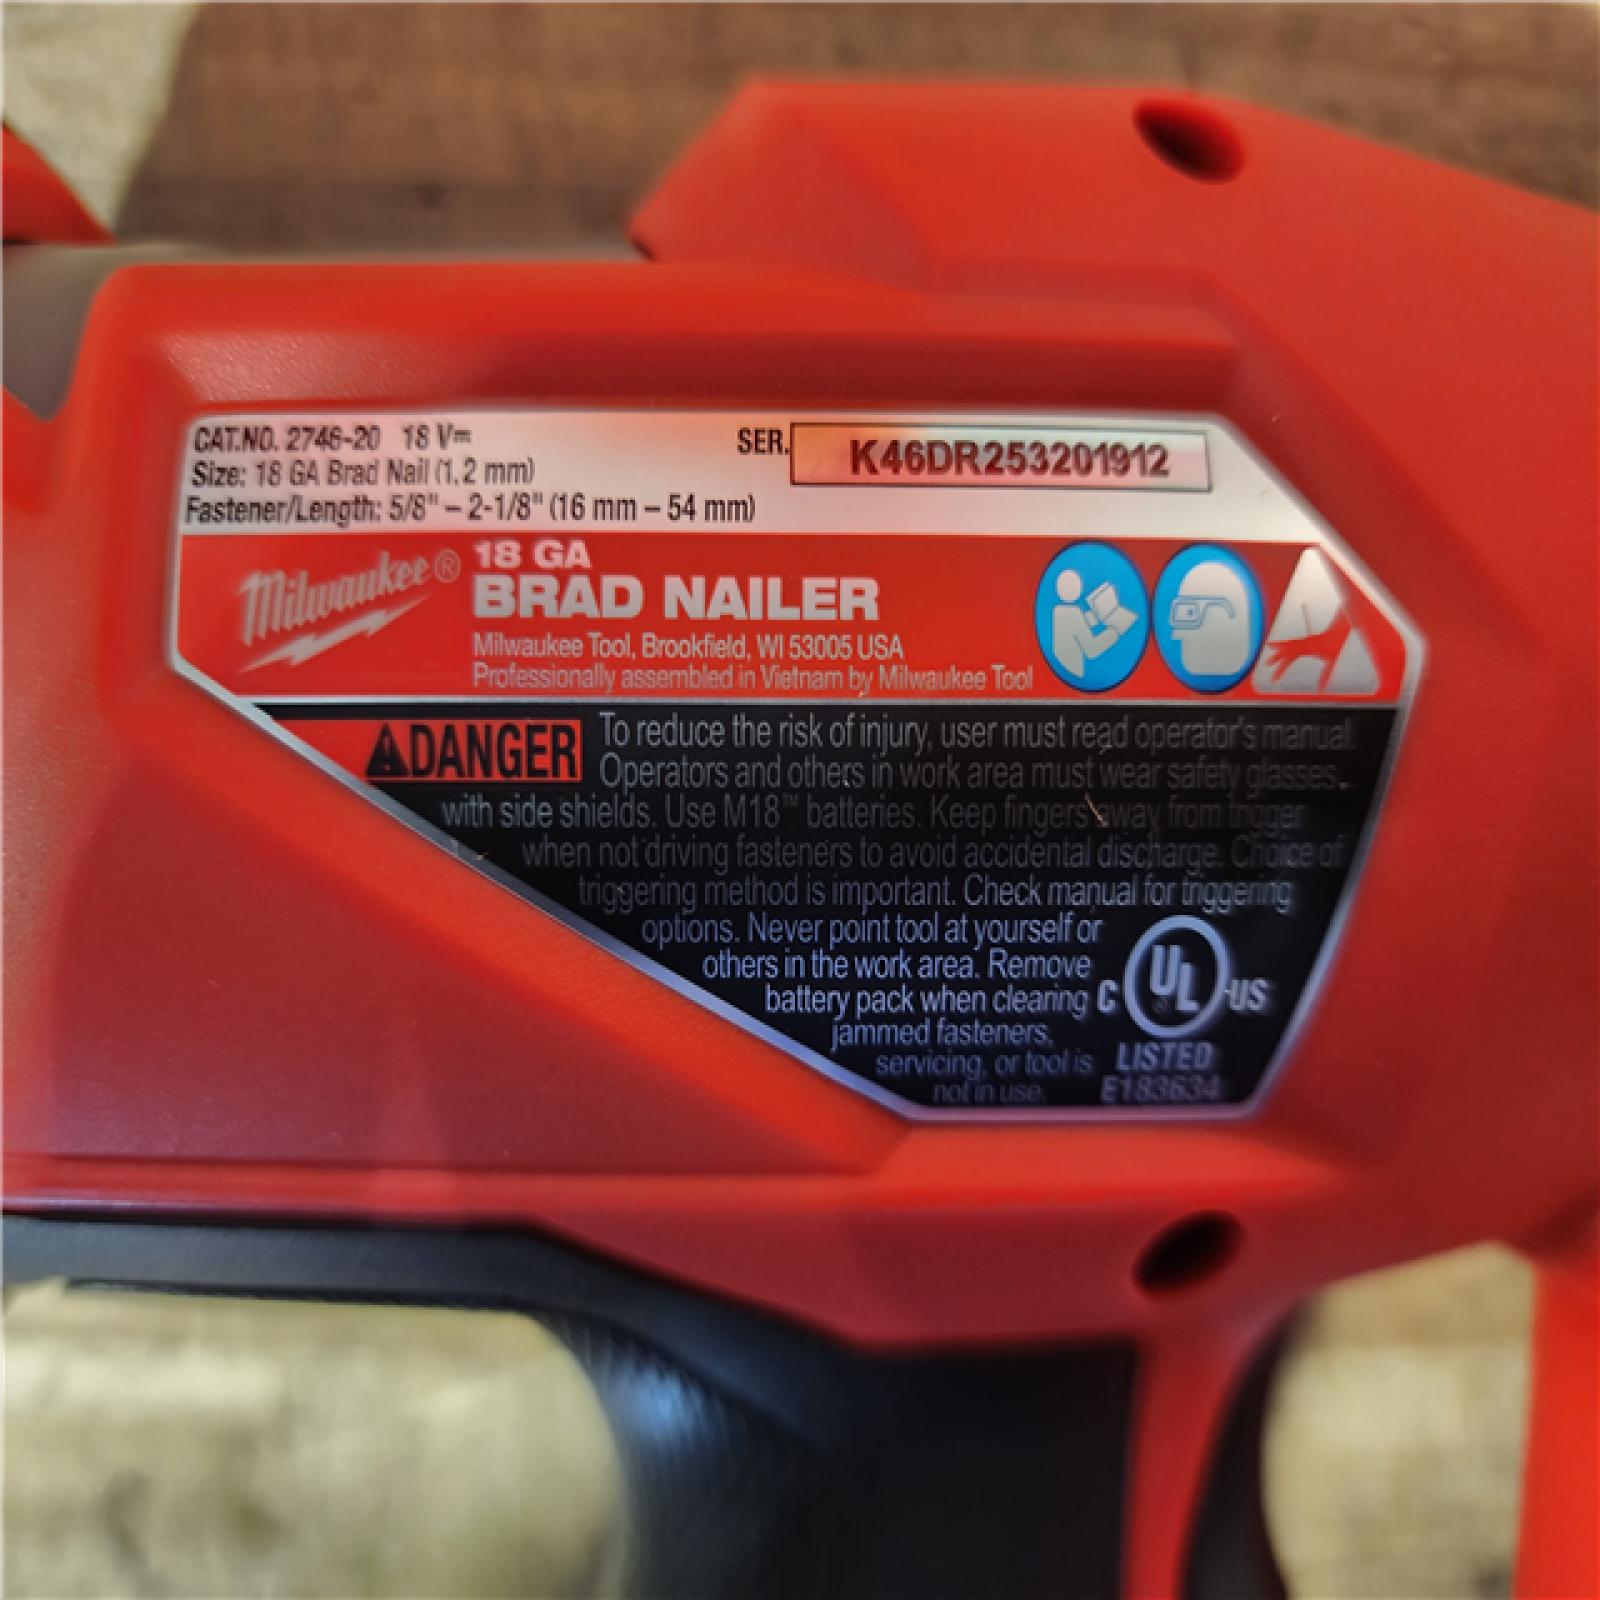 CAT.NO. 2746-20 18 V⎓
SER. K46DR253201912
Size: 18 GA Brad Nail (1,2 mm)
Fastener/Length: 5/8" – 2-1/8" (16 mm – 54 mm)
Milwaukee®
18 GA
BRAD NAILER
Milwaukee Tool, Brookfield, WI 53005 USA
Professionally assembled in Vietnam by Milwaukee Tool
DANGER
To reduce the risk of injury, user must read operator's manual.
Operators and others in work area must wear safety glasses
with side shields. Use M18™ batteries. Keep fingers away from trigger
when not driving fasteners to avoid accidental discharge. Choice of
triggering method is important. Check manual for triggering
options. Never point tool at yourself or
others in the work area. Remove
battery pack when clearing
jammed fasteners,
servicing, or tool is
not in use.
C UL US
LISTED
E183634